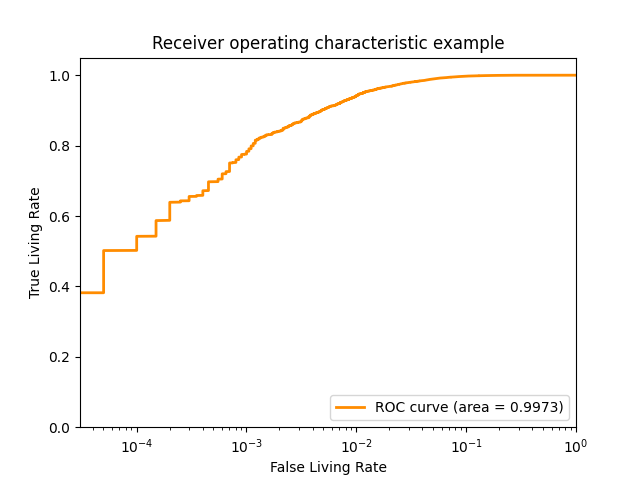 Receiver operating characteristic example
True Living Rate
1.0
0.8
0.6
0.4
0.2
0.0
10⁻⁴
10⁻³
10⁻²
10⁻¹
10⁰
False Living Rate
ROC curve (area = 0.9973)